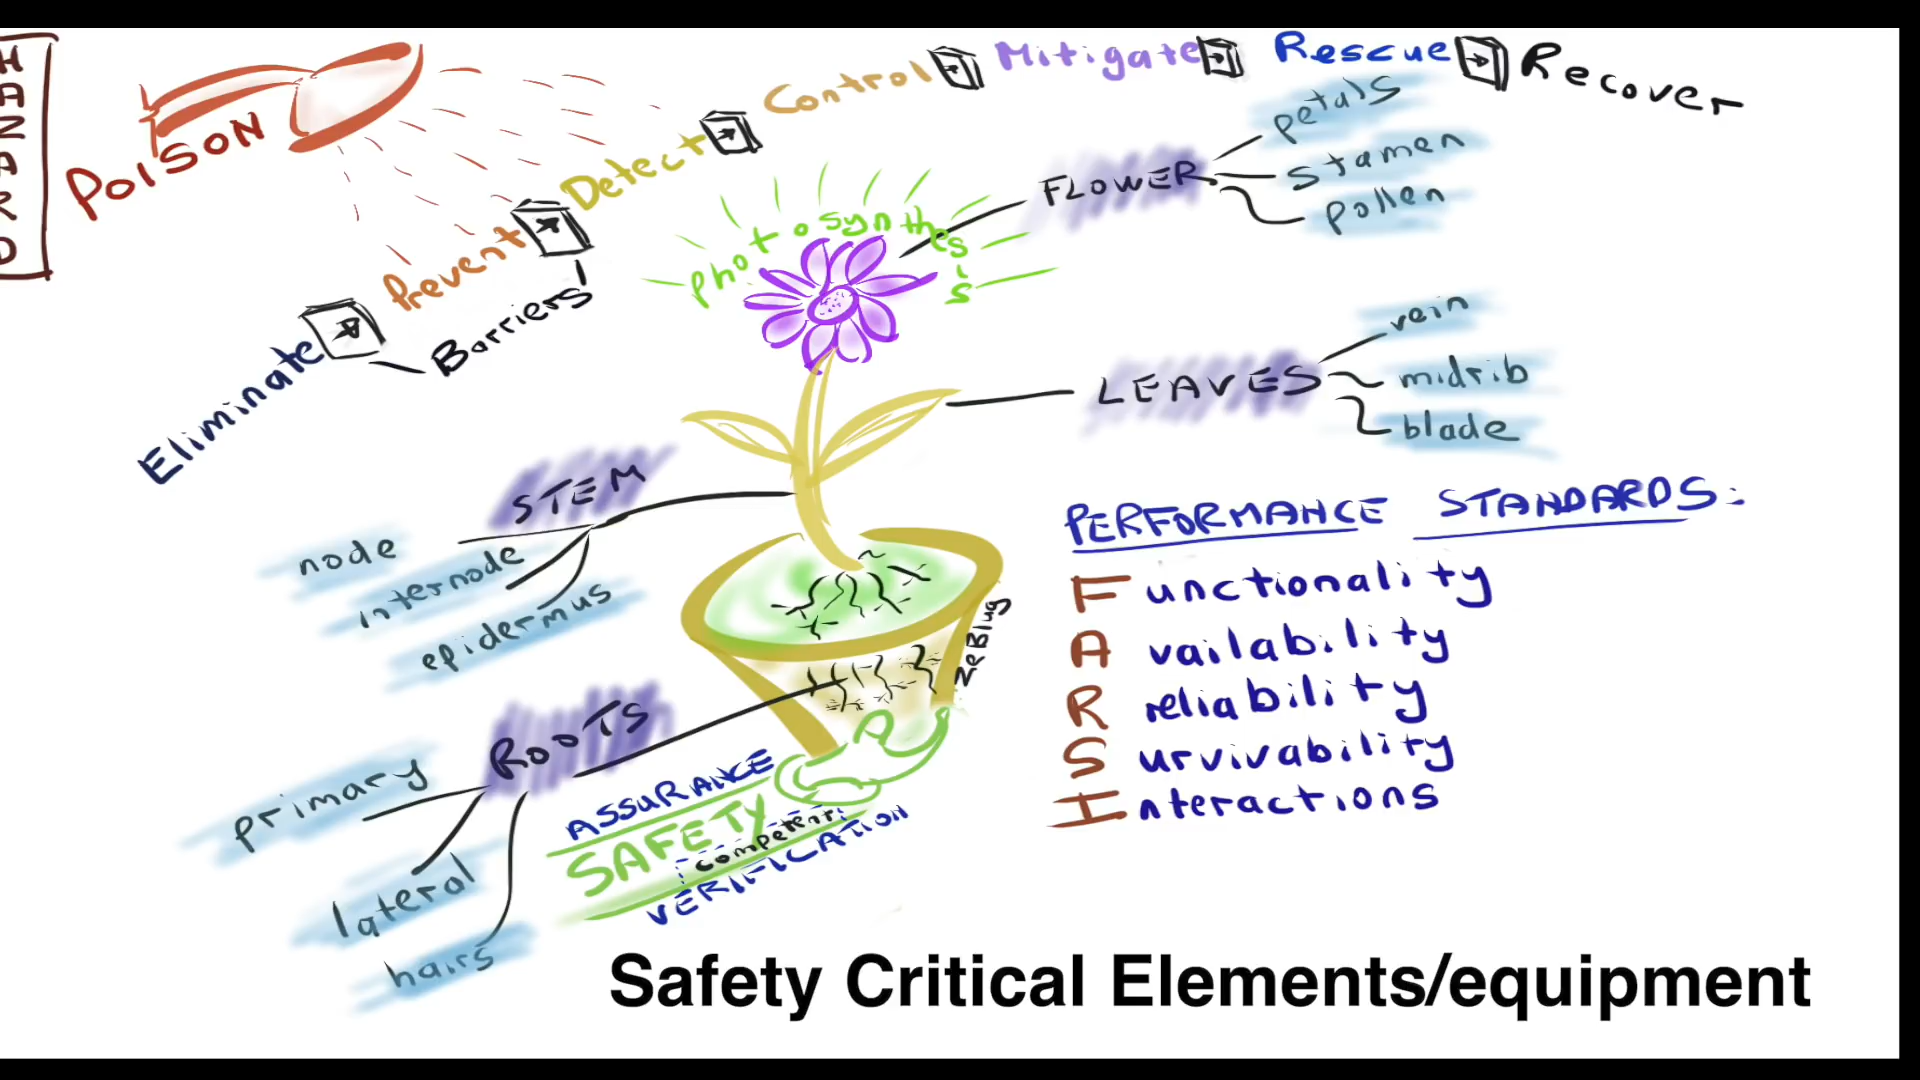 HAZARD
POISON
Eliminate
Prevent
Detect
Control
Mitigate
Rescue
Recover
Barriers
Photosynthesis
FLOWER
petals
stamen
pollen
LEAVES
vein
midrib
blade
STEM
node
internode
epidermus
ROOTS
primary
lateral
hairs
ZeBlug
ASSURANCE
SAFETY
competent
VERIFICATION
PERFORMANCE STANDARDS:
Functionality
Availability
Rreliability
Survivability
Interactions
Safety Critical Elements/equipment